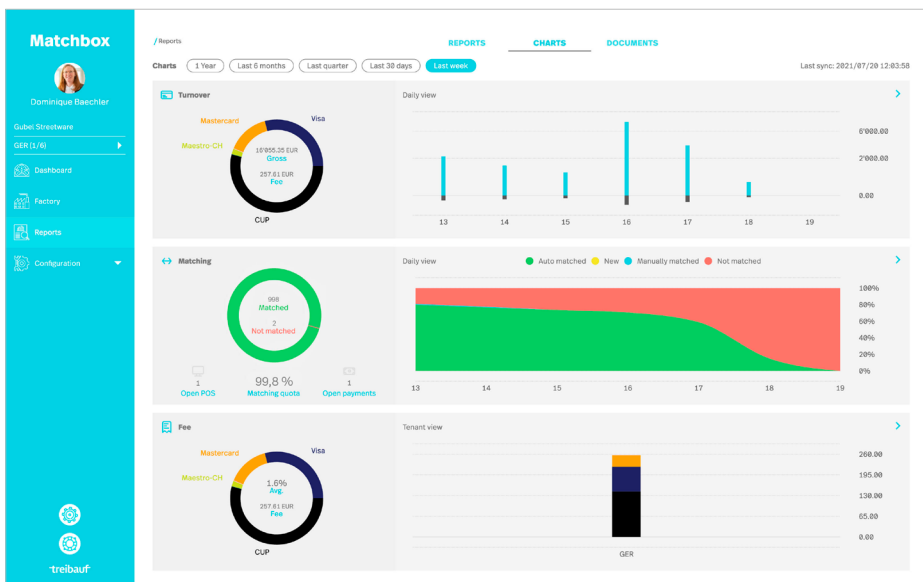 Matchbox
Dominique Baechler
Gubel Streetware
GER (1/6)
Dashboard
Factory
Reports
Configuration
treibauf
/ Reports
REPORTS CHARTS DOCUMENTS
Charts 1 Year Last 6 months Last quarter Last 30 days Last week
Last sync: 2021/07/20 12:03:58
Turnover
Mastercard
Visa
Maestro-CH
15'955.35 EUR
Gross
257.81 EUR
Fee
CUP
Daily view
6'000.00
2'000.00
0.00
13 14 15 16 17 18 19
Matching
998
Matched
2
Not matched
1
Open POS
99,8 %
Matching quota
1
Open payments
Daily view
Auto matched New Manually matched Not matched
100%
80%
60%
40%
20%
0%
13 14 15 16 17 18 19
Fee
Mastercard
Visa
Maestro-CH
1.6%
Avg.
257.81 EUR
Fee
CUP
Tenant view
260.00
195.00
130.00
65.00
0.00
GER